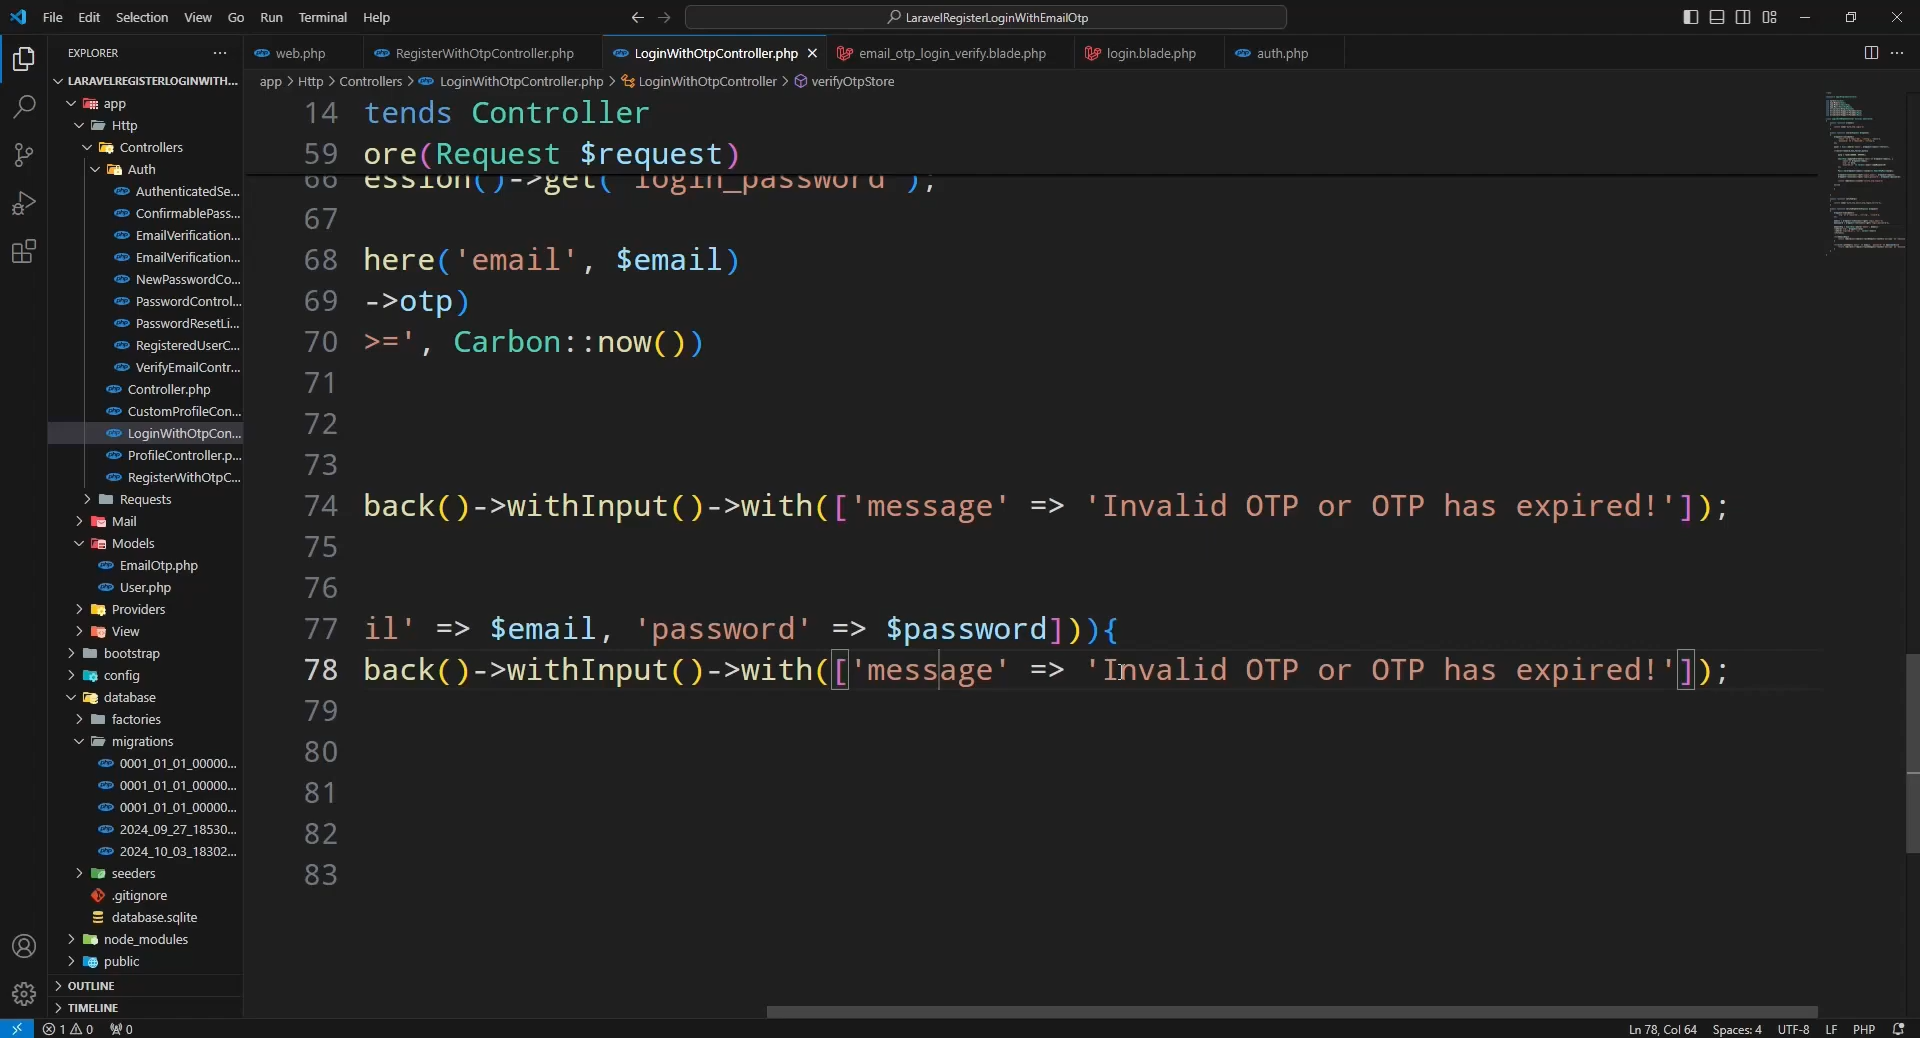 File Edit Selection View Go Run Terminal Help
LaravelRegisterLoginWithEmailOtp
EXPLORER
web.php
RegisterWithOtpController.php
LoginWithOtpController.php
email_otp_login_verify.blade.php
login.blade.php
auth.php
LARAVELREGISTERLOGINWITH...
app > Http > Controllers > LoginWithOtpController.php > LoginWithOtpController > verifyOtpStore
app
Http
Controllers
Auth
AuthenticatedSe...
ConfirmablePass...
EmailVerification...
EmailVerification...
NewPasswordCo...
PasswordControl...
PasswordResetLi...
RegisteredUserC...
VerifyEmailContr...
Controller.php
CustomProfileCon...
LoginWithOtpCon...
ProfileController.p...
RegisterWithOtpC...
Requests
Mail
Models
EmailOtp.php
User.php
Providers
View
bootstrap
config
database
factories
migrations
0001_01_01_00000...
0001_01_01_00000...
0001_01_01_00000...
2024_09_27_18530...
2024_10_03_18302...
seeders
.gitignore
database.sqlite
node_modules
public
OUTLINE
TIMELINE
14 tends Controller
59 ore(Request $request)
66 ession()->get('login_password');
67
68 here('email', $email)
69 ->otp)
70 >=', Carbon::now())
71
72
73
74 back()->withInput()->with(['message' => 'Invalid OTP or OTP has expired!']);
75
76
77 il' => $email, 'password' => $password])){
78 back()->withInput()->with(['message' => 'Invalid OTP or OTP has expired!']);
79
80
81
82
83
1 0 0
Ln 78, Col 64 Spaces: 4 UTF-8 LF PHP